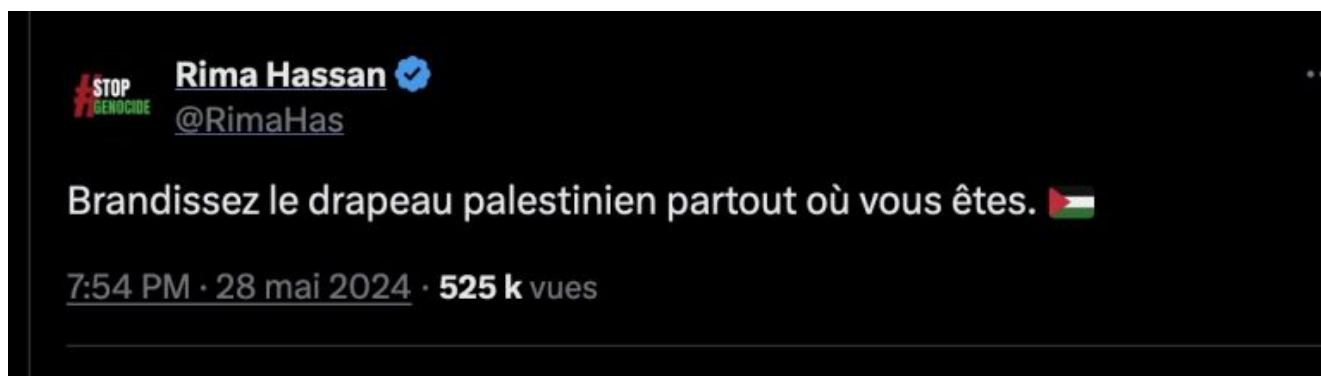 #STOP
GENOCIDE
Rima Hassan
@RimaHas
Brandissez le drapeau palestinien partout où vous êtes. 🇵🇸
7:54 PM · 28 mai 2024 · 525 k vues